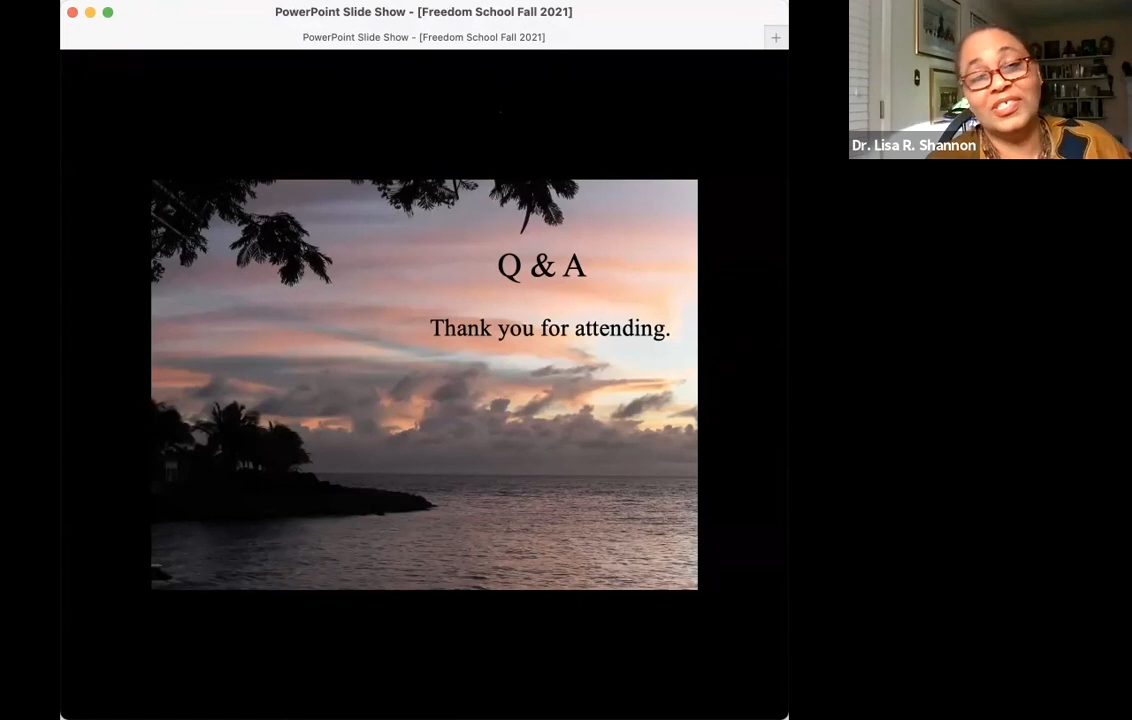 PowerPoint Slide Show - [Freedom School Fall 2021]
PowerPoint Slide Show - [Freedom School Fall 2021]
Dr. Lisa R. Shannon
Q & A
Thank you for attending.